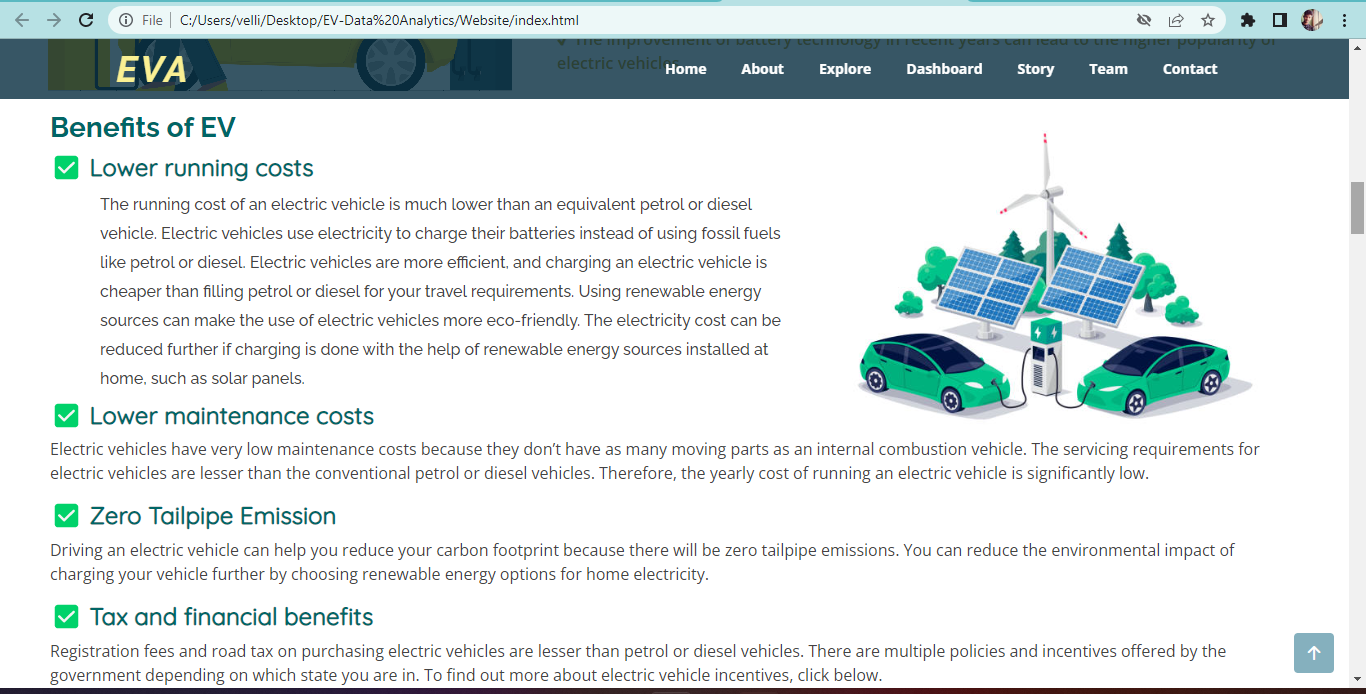 File | C:/Users/velli/Desktop/EV-Data%20Analytics/Website/index.html
The improvement of battery technology in recent years can lead to the higher popularity of
electric vehicles.
EVA
Home About Explore Dashboard Story Team Contact
Benefits of EV
Lower running costs
The running cost of an electric vehicle is much lower than an equivalent petrol or diesel
vehicle. Electric vehicles use electricity to charge their batteries instead of using fossil fuels
like petrol or diesel. Electric vehicles are more efficient, and charging an electric vehicle is
cheaper than filling petrol or diesel for your travel requirements. Using renewable energy
sources can make the use of electric vehicles more eco-friendly. The electricity cost can be
reduced further if charging is done with the help of renewable energy sources installed at
home, such as solar panels.
Lower maintenance costs
Electric vehicles have very low maintenance costs because they don’t have as many moving parts as an internal combustion vehicle. The servicing requirements for
electric vehicles are lesser than the conventional petrol or diesel vehicles. Therefore, the yearly cost of running an electric vehicle is significantly low.
Zero Tailpipe Emission
Driving an electric vehicle can help you reduce your carbon footprint because there will be zero tailpipe emissions. You can reduce the environmental impact of
charging your vehicle further by choosing renewable energy options for home electricity.
Tax and financial benefits
Registration fees and road tax on purchasing electric vehicles are lesser than petrol or diesel vehicles. There are multiple policies and incentives offered by the
government depending on which state you are in. To find out more about electric vehicle incentives, click below.